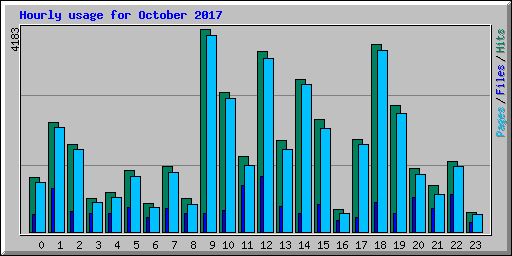 Hourly usage for October 2017
4183
Pages/Files/Hits
0 1 2 3 4 5 6 7 8 9 10 11 12 13 14 15 16 17 18 19 20 21 22 23